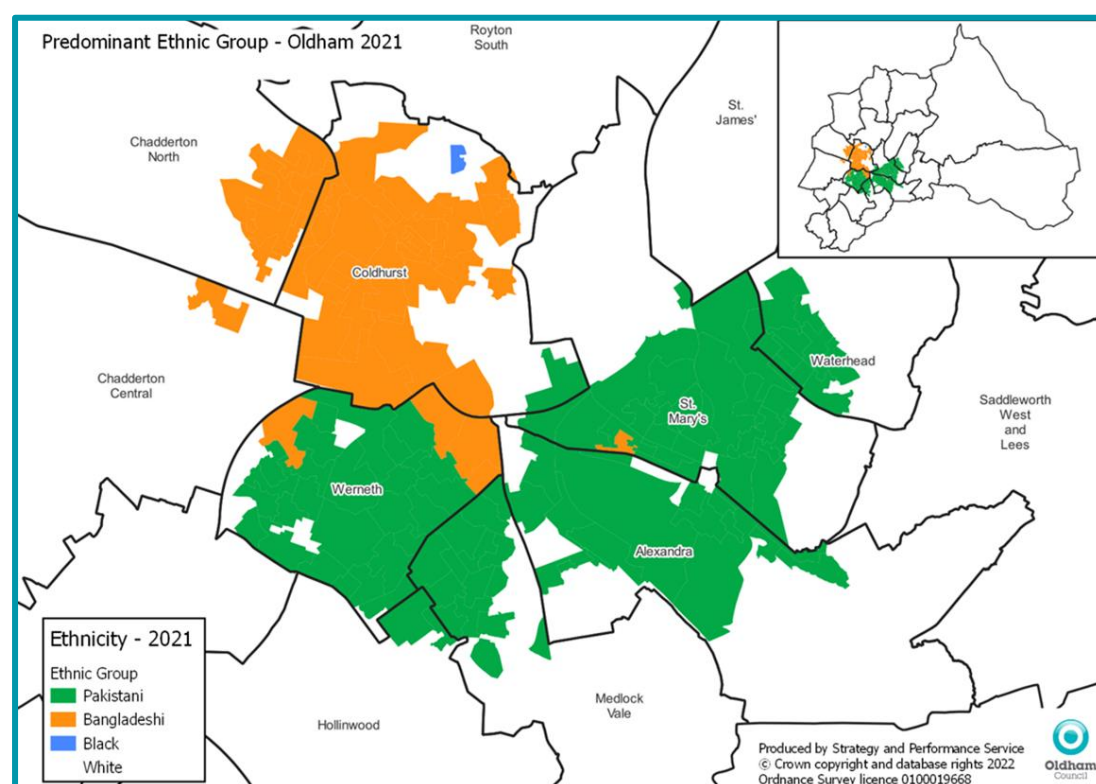 Predominant Ethnic Group - Oldham 2021
Royton
South
St.
James'
Chadderton
North
Coldhurst
Chadderton
Central
Waterhead
St.
Mary's
Saddleworth
West
and
Lees
Werneth
Alexandra
Ethnicity - 2021
Ethnic Group
Pakistani
Bangladeshi
Black
White
Hollinwood
Medlock
Vale
Produced by Strategy and Performance Service
© Crown copyright and database rights 2022
Ordnance Survey licence 0100019668
Oldham
Council